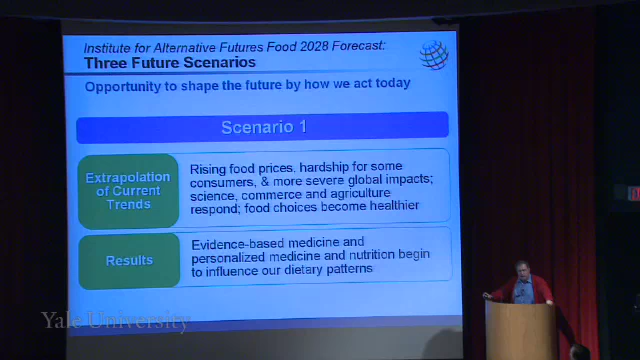 Institute for Alternative Futures Food 2028 Forecast:
Three Future Scenarios
Opportunity to shape the future by how we act today
Scenario 1
Extrapolation
of Current
Trends
Rising food prices, hardship for some
consumers, & more severe global impacts;
science, commerce and agriculture
respond; food choices become healthier
Results
Evidence-based medicine and
personalized medicine and nutrition begin
to influence our dietary patterns
Yale University